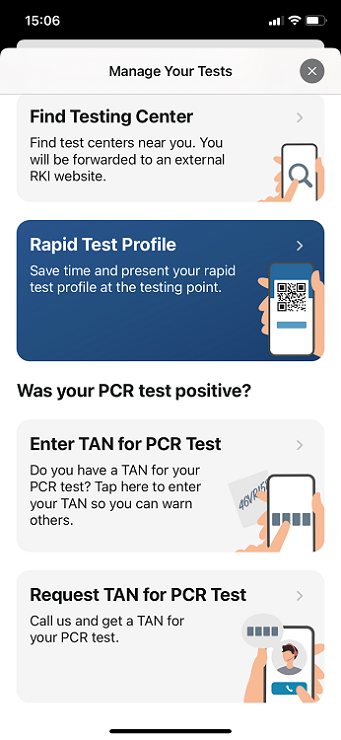 15:06
Manage Your Tests
Find Testing Center
Find test centers near you. You
will be forwarded to an external
RKI website.
Rapid Test Profile
Save time and present your rapid
test profile at the testing point.
Was your PCR test positive?
Enter TAN for PCR Test
Do you have a TAN for your
PCR test? Tap here to enter
your TAN so you can warn
others.
Request TAN for PCR Test
Call us and get a TAN for
your PCR test.